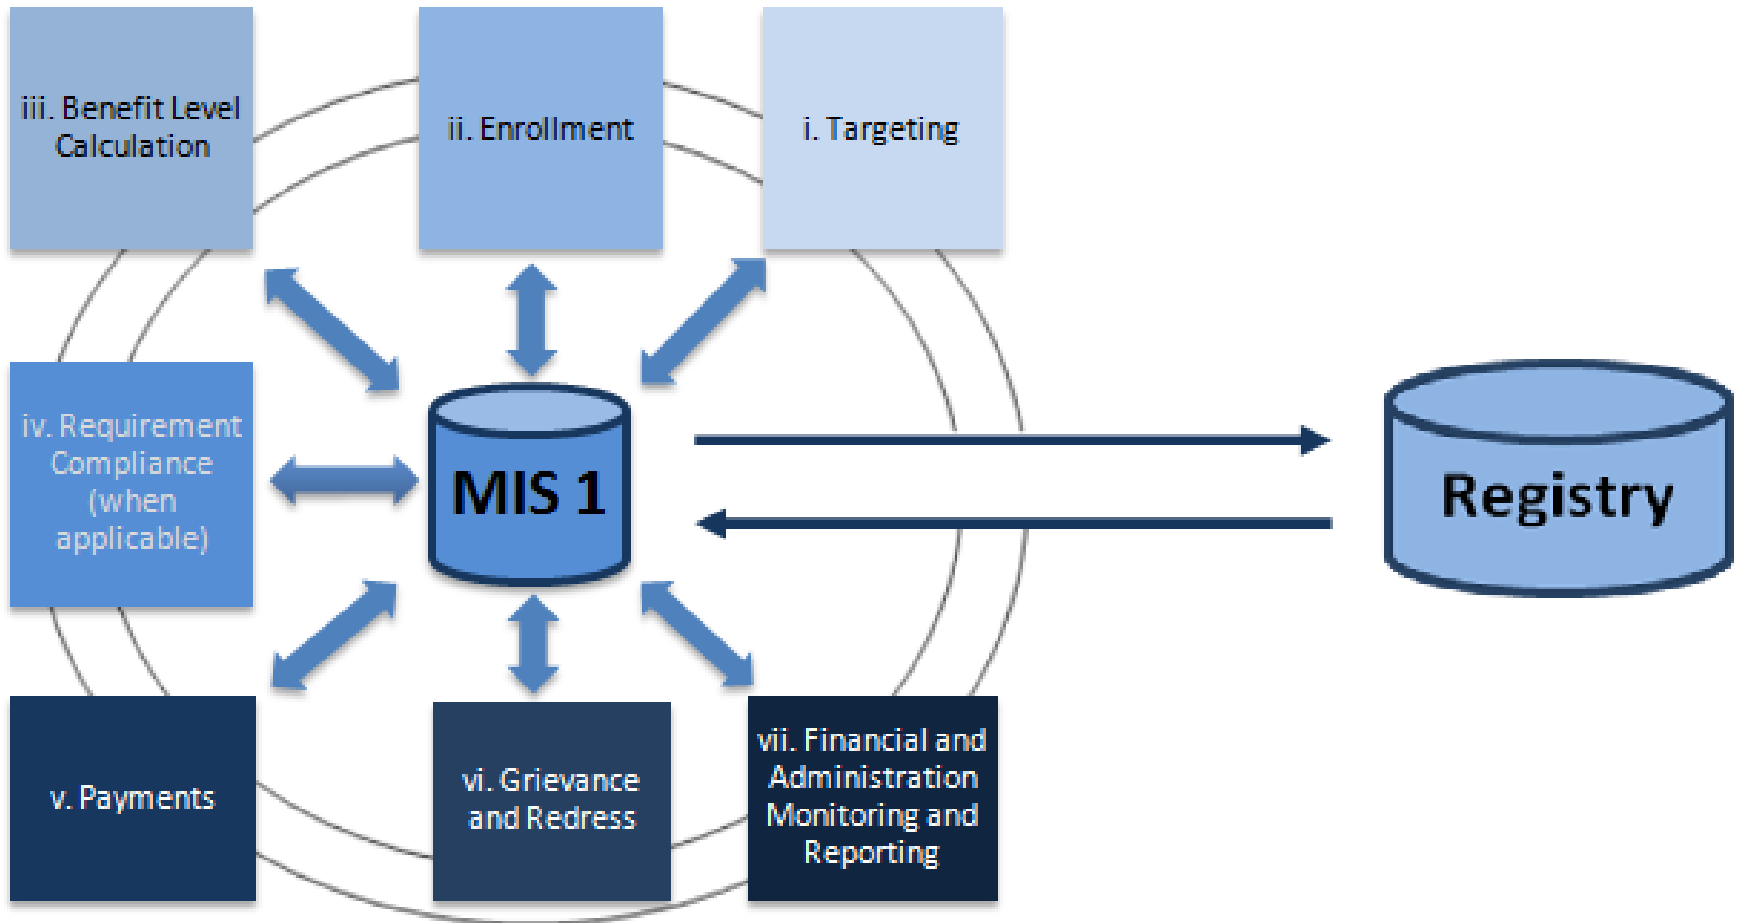 iii. Benefit Level
Calculation
ii. Enrollment
i. Targeting
iv. Requirement
Compliance
(when
applicable)
MIS 1
Registry
v. Payments
vi. Grievance
and Redress
vii. Financial and
Administration
Monitoring and
Reporting